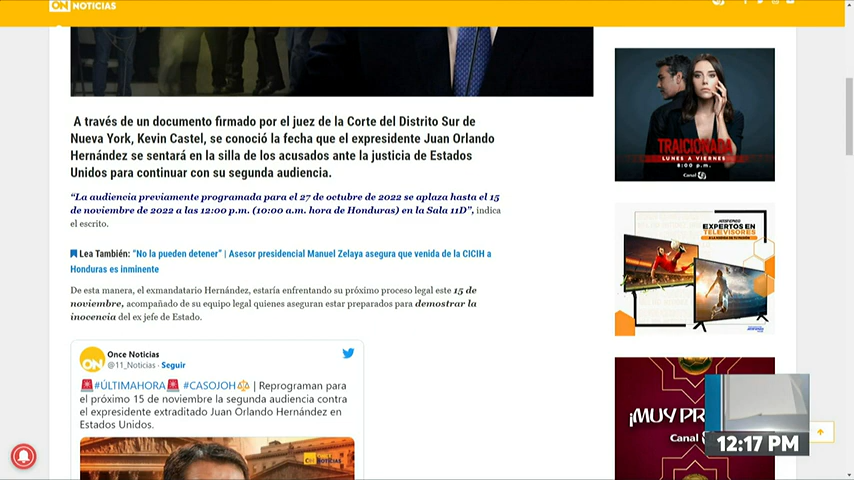 ON NOTICIAS
A través de un documento firmado por el juez de la Corte del Distrito Sur de
Nueva York, Kevin Castel, se conoció la fecha que el expresidente Juan Orlando
Hernández se sentará en la silla de los acusados ante la justicia de Estados
Unidos para continuar con su segunda audiencia.
“La audiencia previamente programada para el 27 de octubre de 2022 se aplaza hasta el 15
de noviembre de 2022 a las 12:00 p.m. (10:00 a.m. hora de Honduras) en la Sala 11D”, indica
el escrito.
Lea También: “No la pueden detener” | Asesor presidencial Manuel Zelaya asegura que venida de la CICIH a
Honduras es inminente
De esta manera, el exmandatario Hernández, estaría enfrentando su próximo proceso legal este 15 de
noviembre, acompañado de su equipo legal quienes aseguran estar preparados para demostrar la
inocencia del ex jefe de Estado.
ON
Once Noticias
@11_Noticias · Seguir
🚨#ÚLTIMAHORA🚨 #CASOJOH⚖️ | Reprograman para
el próximo 15 de noviembre la segunda audiencia contra
el expresidente extraditado Juan Orlando Hernández en
Estados Unidos.
ON NOTICIAS
TRAICIONADA
LUNES A VIERNES
8:00 p.m.
Canal
EXPERTOS EN
TELEVISORES
¡MUY PR
Canal
12:17 PM